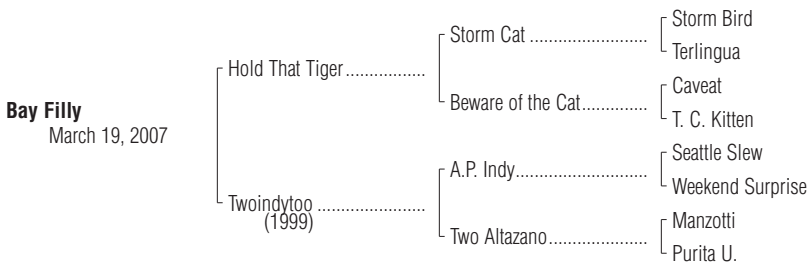 Storm Bird
Storm Cat ........................
Terlingua
Hold That Tiger ................
Caveat
Beware of the Cat.............
T. C. Kitten
Bay Filly
March 19, 2007
Seattle Slew
A.P. Indy..........................
Weekend Surprise
Twoindytoo ......................
(1999)
Manzotti
Two Altazano....................
Purita U.